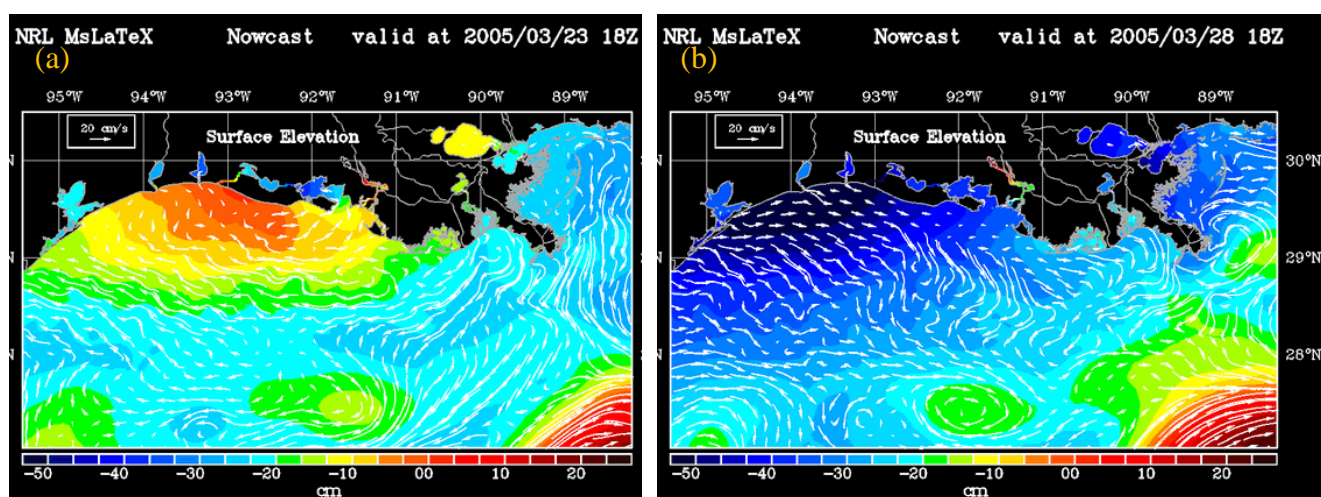 NRL MsLaTeX Nowcast valid at 2005/03/23 18Z
(a)
95°W 94°W 93°W 92°W 91°W 90°W 89°W
20 cm/s
Surface Elevation
N
N
N
-50 -40 -30 -20 -10 00 10 20
cm
NRL MsLaTeX Nowcast valid at 2005/03/28 18Z
(b)
95°W 94°W 93°W 92°W 91°W 90°W 89°W
20 cm/s
Surface Elevation
N 30°N
N 29°N
N 28°N
-50 -40 -30 -20 -10 00 10 20
cm